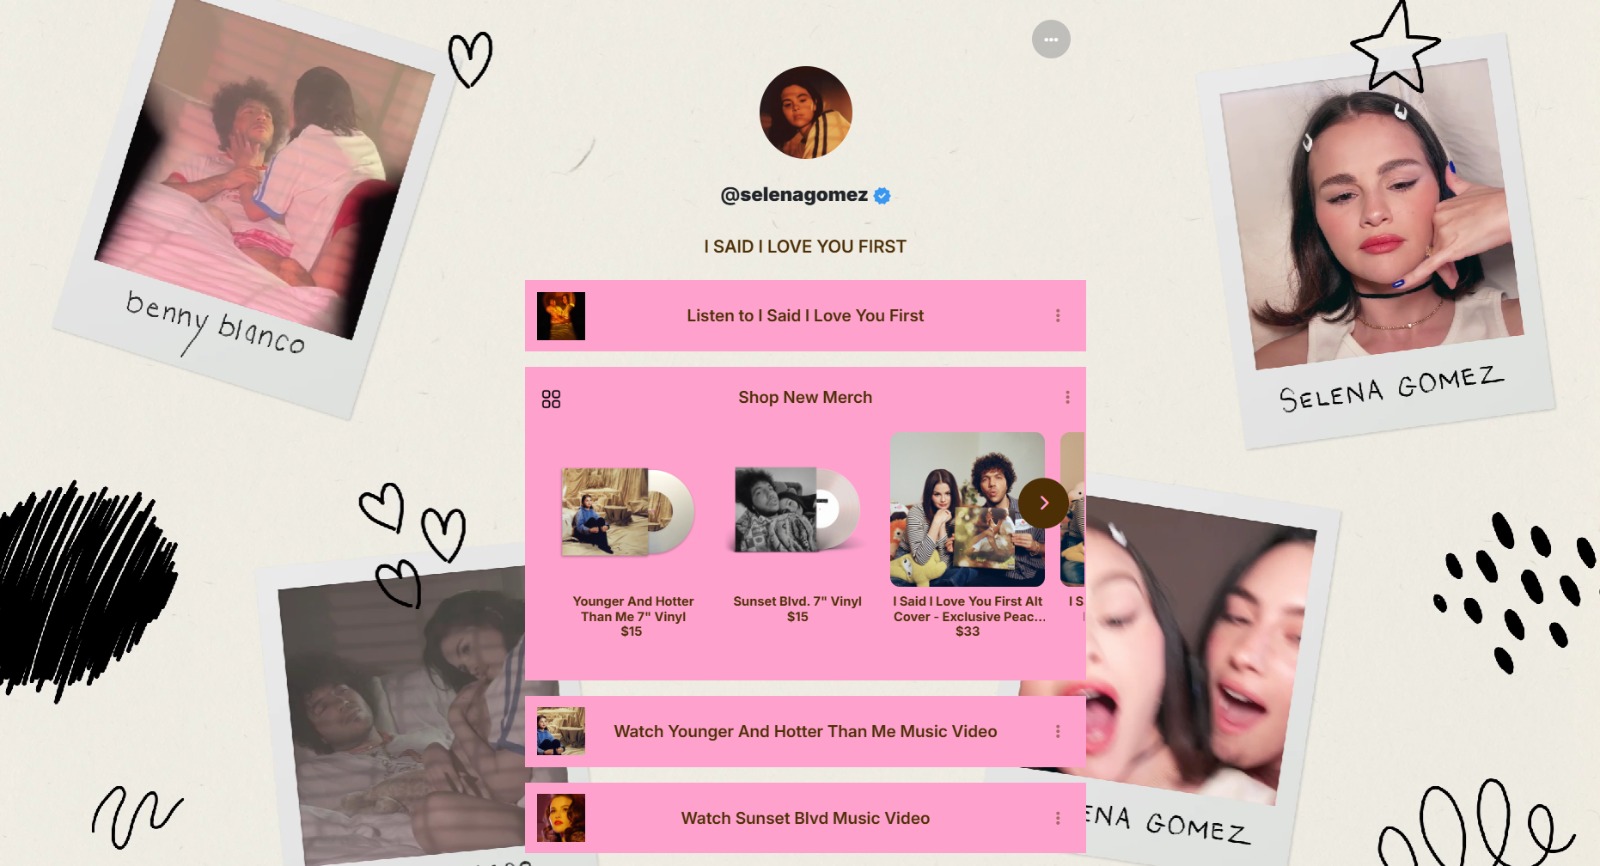 @selenagomez
I SAID I LOVE YOU FIRST
Listen to I Said I Love You First
Shop New Merch
Younger And Hotter
Than Me 7" Vinyl
$15
Sunset Blvd. 7" Vinyl
$15
I Said I Love You First Alt
Cover - Exclusive Peac...
$33
I S
Watch Younger And Hotter Than Me Music Video
Watch Sunset Blvd Music Video
benny blanco
SELENA GOMEZ
ENA GOMEZ